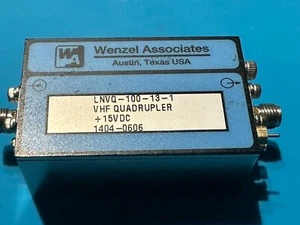 WA
Wenzel Associates
Austin, Texas USA
LNVQ-100-13-1
VHF QUADRUPLER
+15VDC
1404-0606